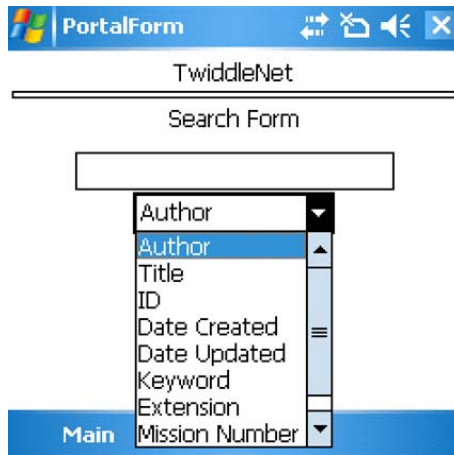 PortalForm
TwiddleNet
Search Form
Author
Author
Title
ID
Date Created
Date Updated
Keyword
Extension
Main Mission Number